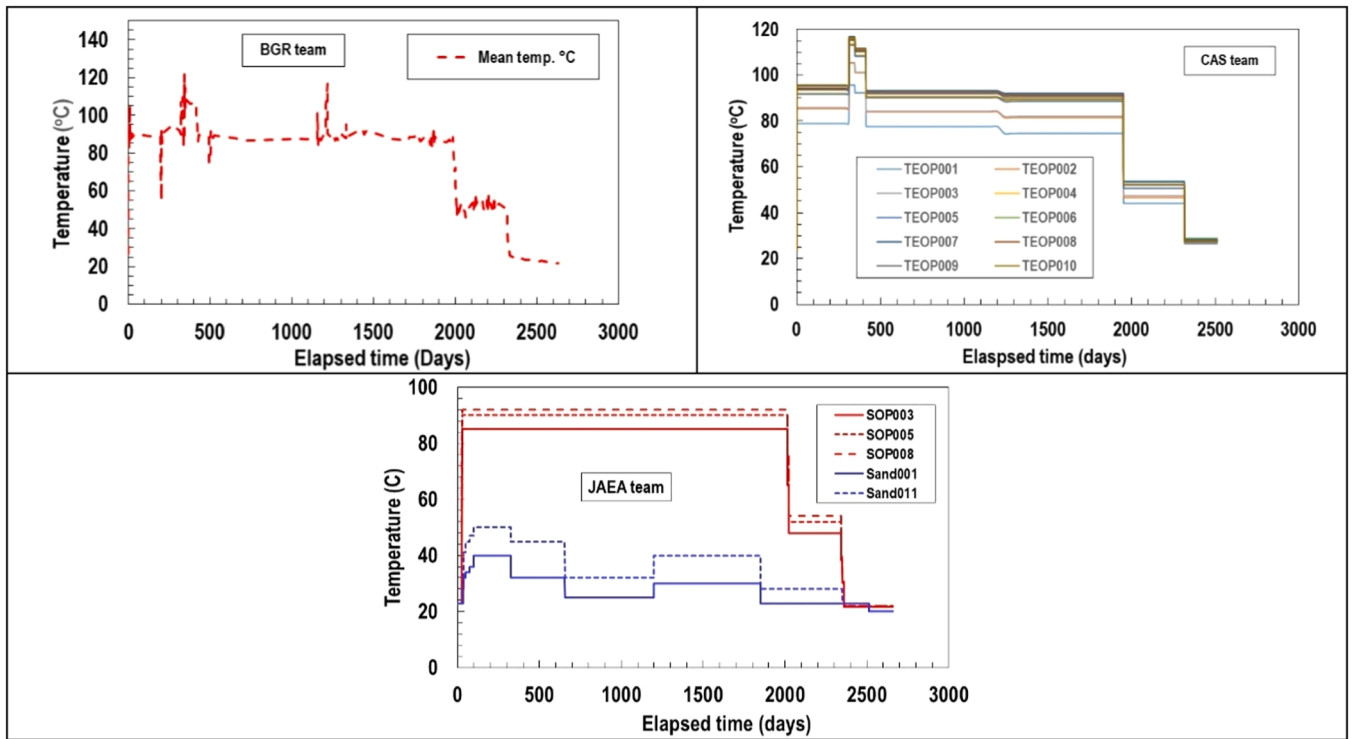 BGR team
Mean temp. °C
Temperature (°C)
140
120
100
80
60
40
20
0
0 500 1000 1500 2000 2500 3000
Elapsed time (Days)
CAS team
Temperature (°C)
120
100
80
60
40
20
0
TEOP001 TEOP002
TEOP003 TEOP004
TEOP005 TEOP006
TEOP007 TEOP008
TEOP009 TEOP010
0 500 1000 1500 2000 2500 3000
Elaspsed time (days)
JAEA team
Temperature (C)
100
80
60
40
20
0
SOP003
SOP005
SOP008
Sand001
Sand011
0 500 1000 1500 2000 2500 3000
Elapsed time (days)